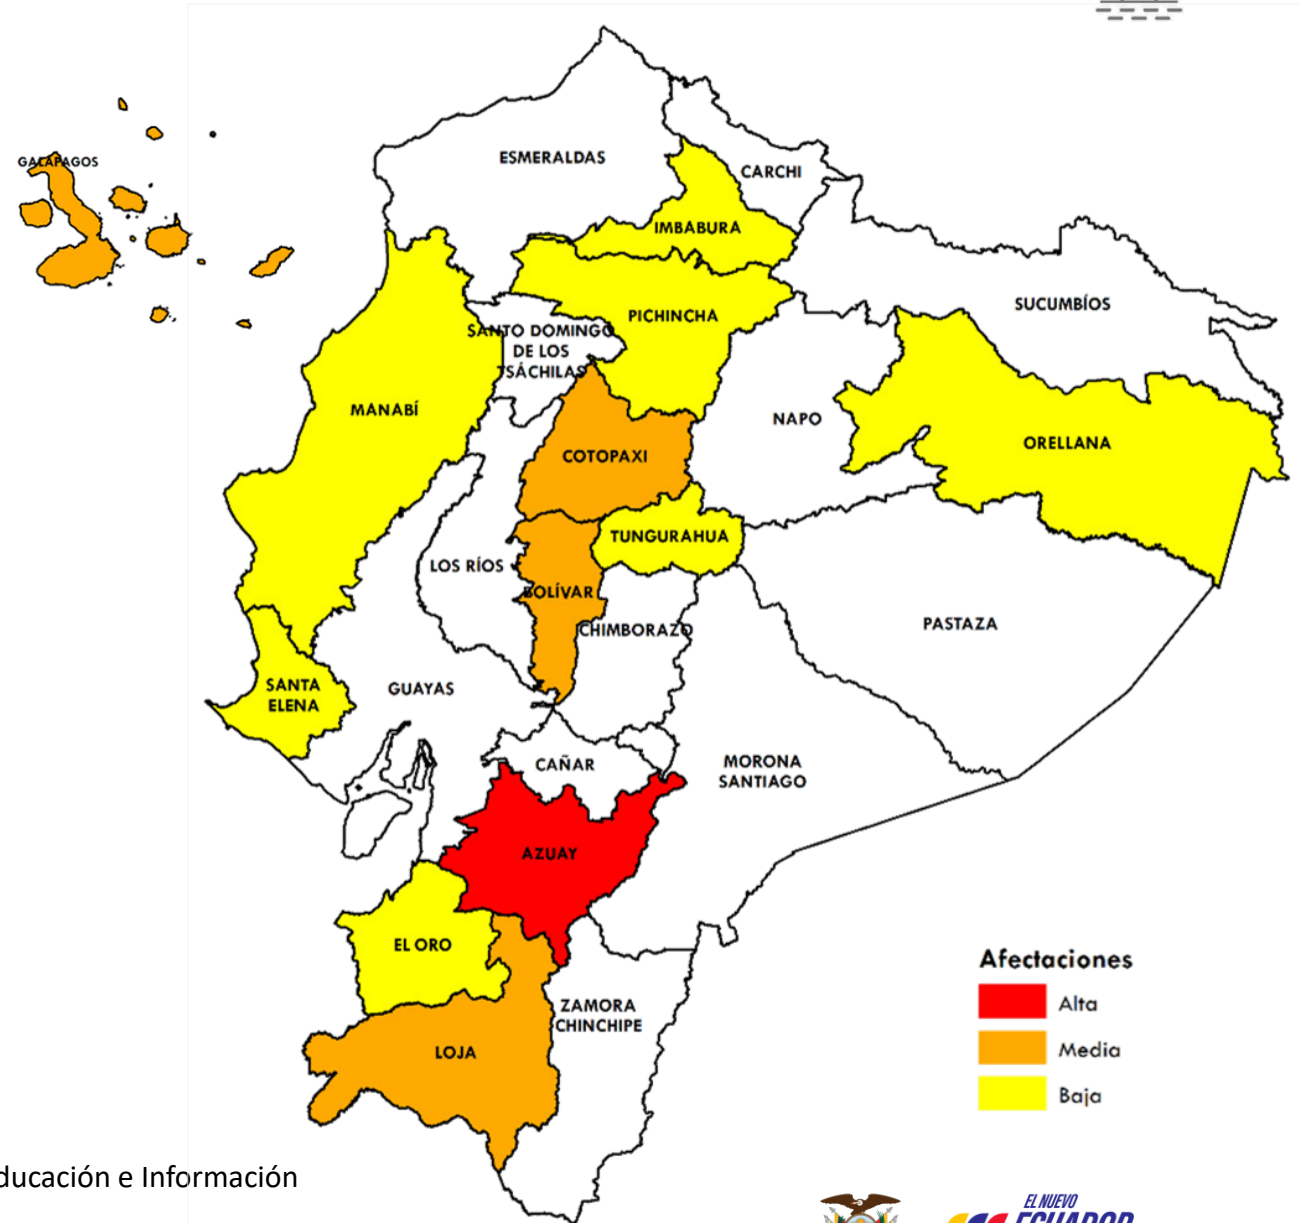 GALÁPAGOS
ESMERALDAS
CARCHI
IMBABURA
SUCUMBÍOS
PICHINCHA
SANTO DOMINGO
DE LOS
TSÁCHILAS
MANABÍ
NAPO
ORELLANA
COTOPAXI
TUNGURAHUA
LOS RÍOS
BOLÍVAR
CHIMBORAZO
PASTAZA
SANTA
ELENA
GUAYAS
CAÑAR
MORONA
SANTIAGO
AZUAY
EL ORO
ZAMORA
CHINCHIPE
LOJA
Afectaciones
Alta
Media
Baja
ducación e Información
EL NUEVO
ECUADOR